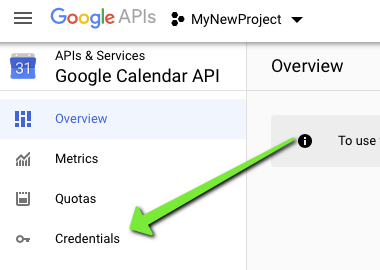 Google APIs MyNewProject
APIs & Services
Google Calendar API
Overview
31
Overview
To use
Metrics
Quotas
Credentials